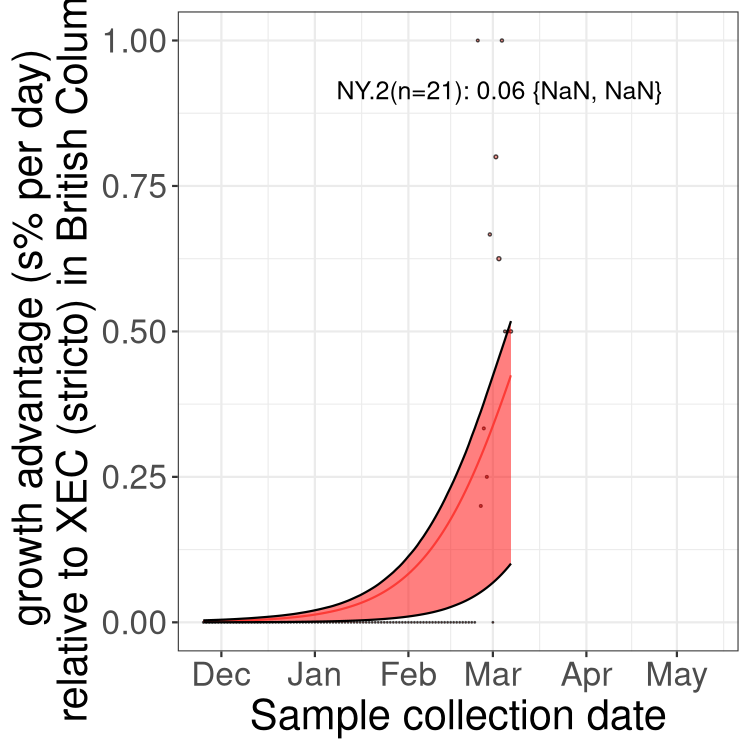 growth advantage (s% per day)
relative to XEC (stricto) in British Colum
1.00
0.75
0.50
0.25
0.00
NY.2(n=21): 0.06 {NaN, NaN}
Dec Jan Feb Mar Apr May
Sample collection date